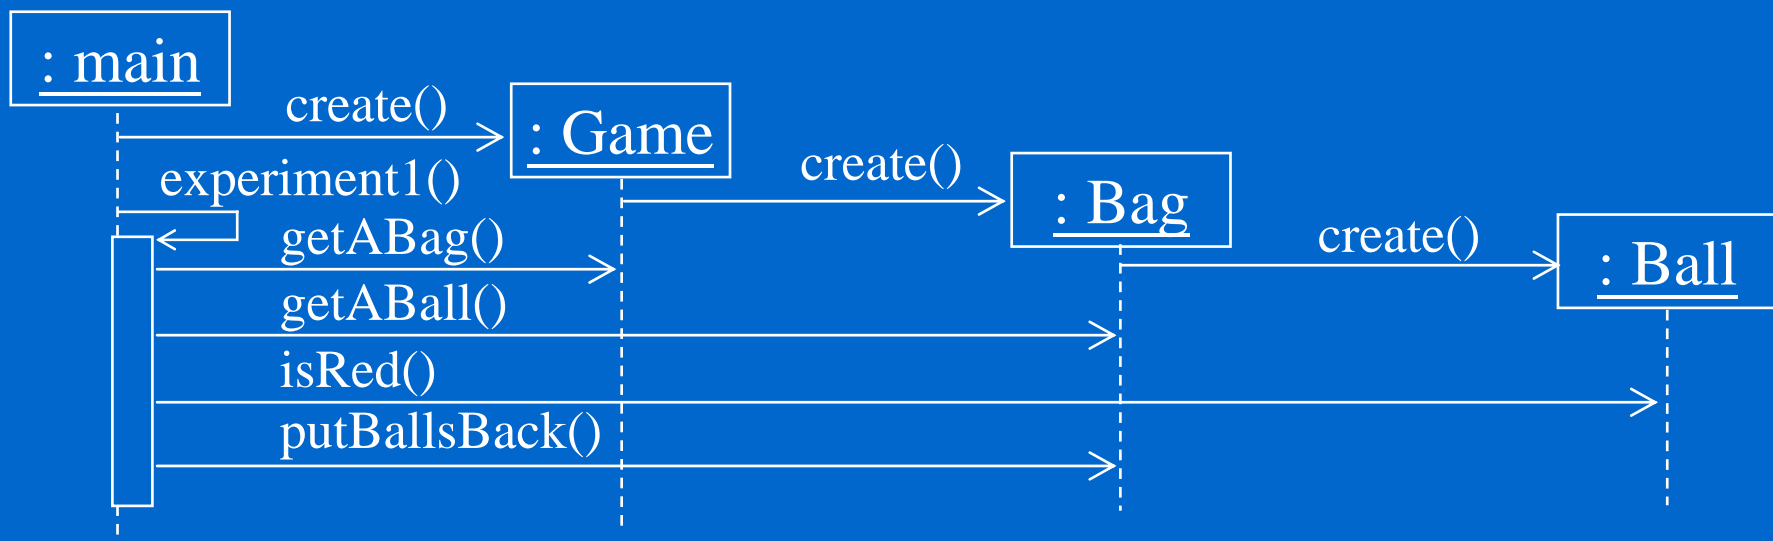 : main
create()
: Game
create()
experiment1()
: Bag
create()
: Ball
getABag()
getABall()
isRed()
putBallsBack()